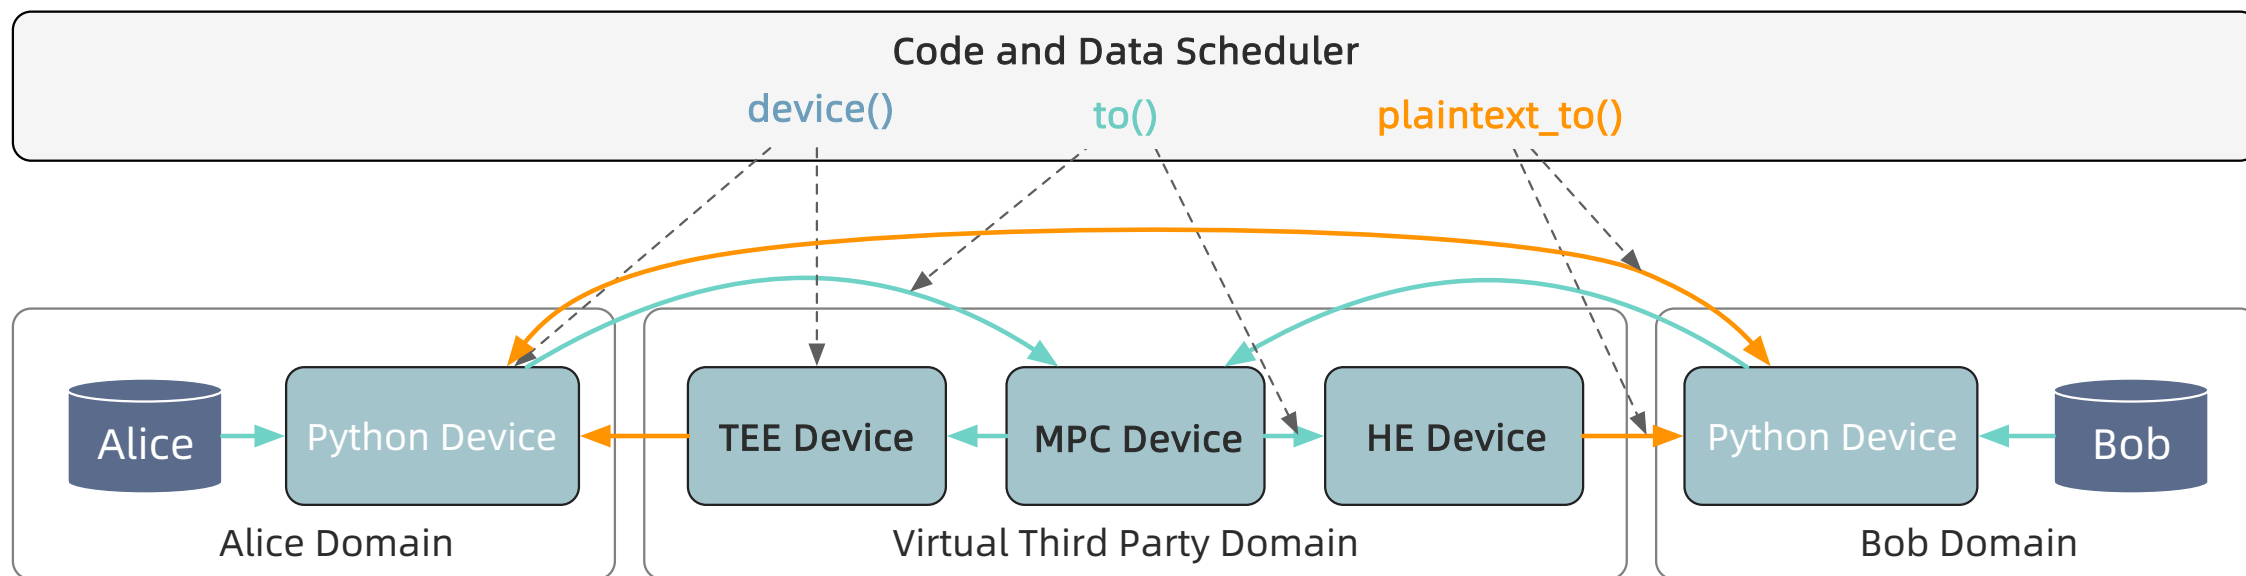 Code and Data Scheduler
device()
to()
plaintext_to()
Alice
Python Device
TEE Device
MPC Device
HE Device
Python Device
Bob
Alice Domain
Virtual Third Party Domain
Bob Domain